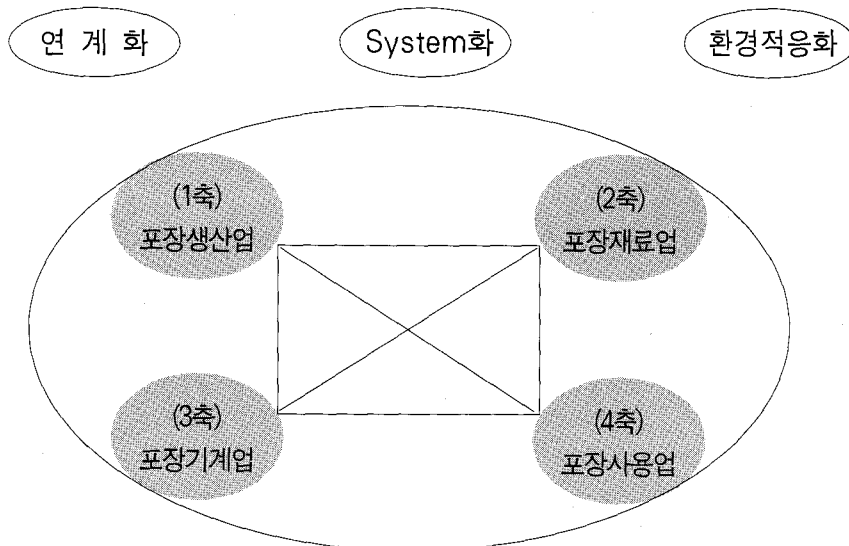 연 계 화
System화
환경적응화
(1축)
포장생산업
(2축)
포장재료업
(3축)
포장기계업
(4축)
포장사용업